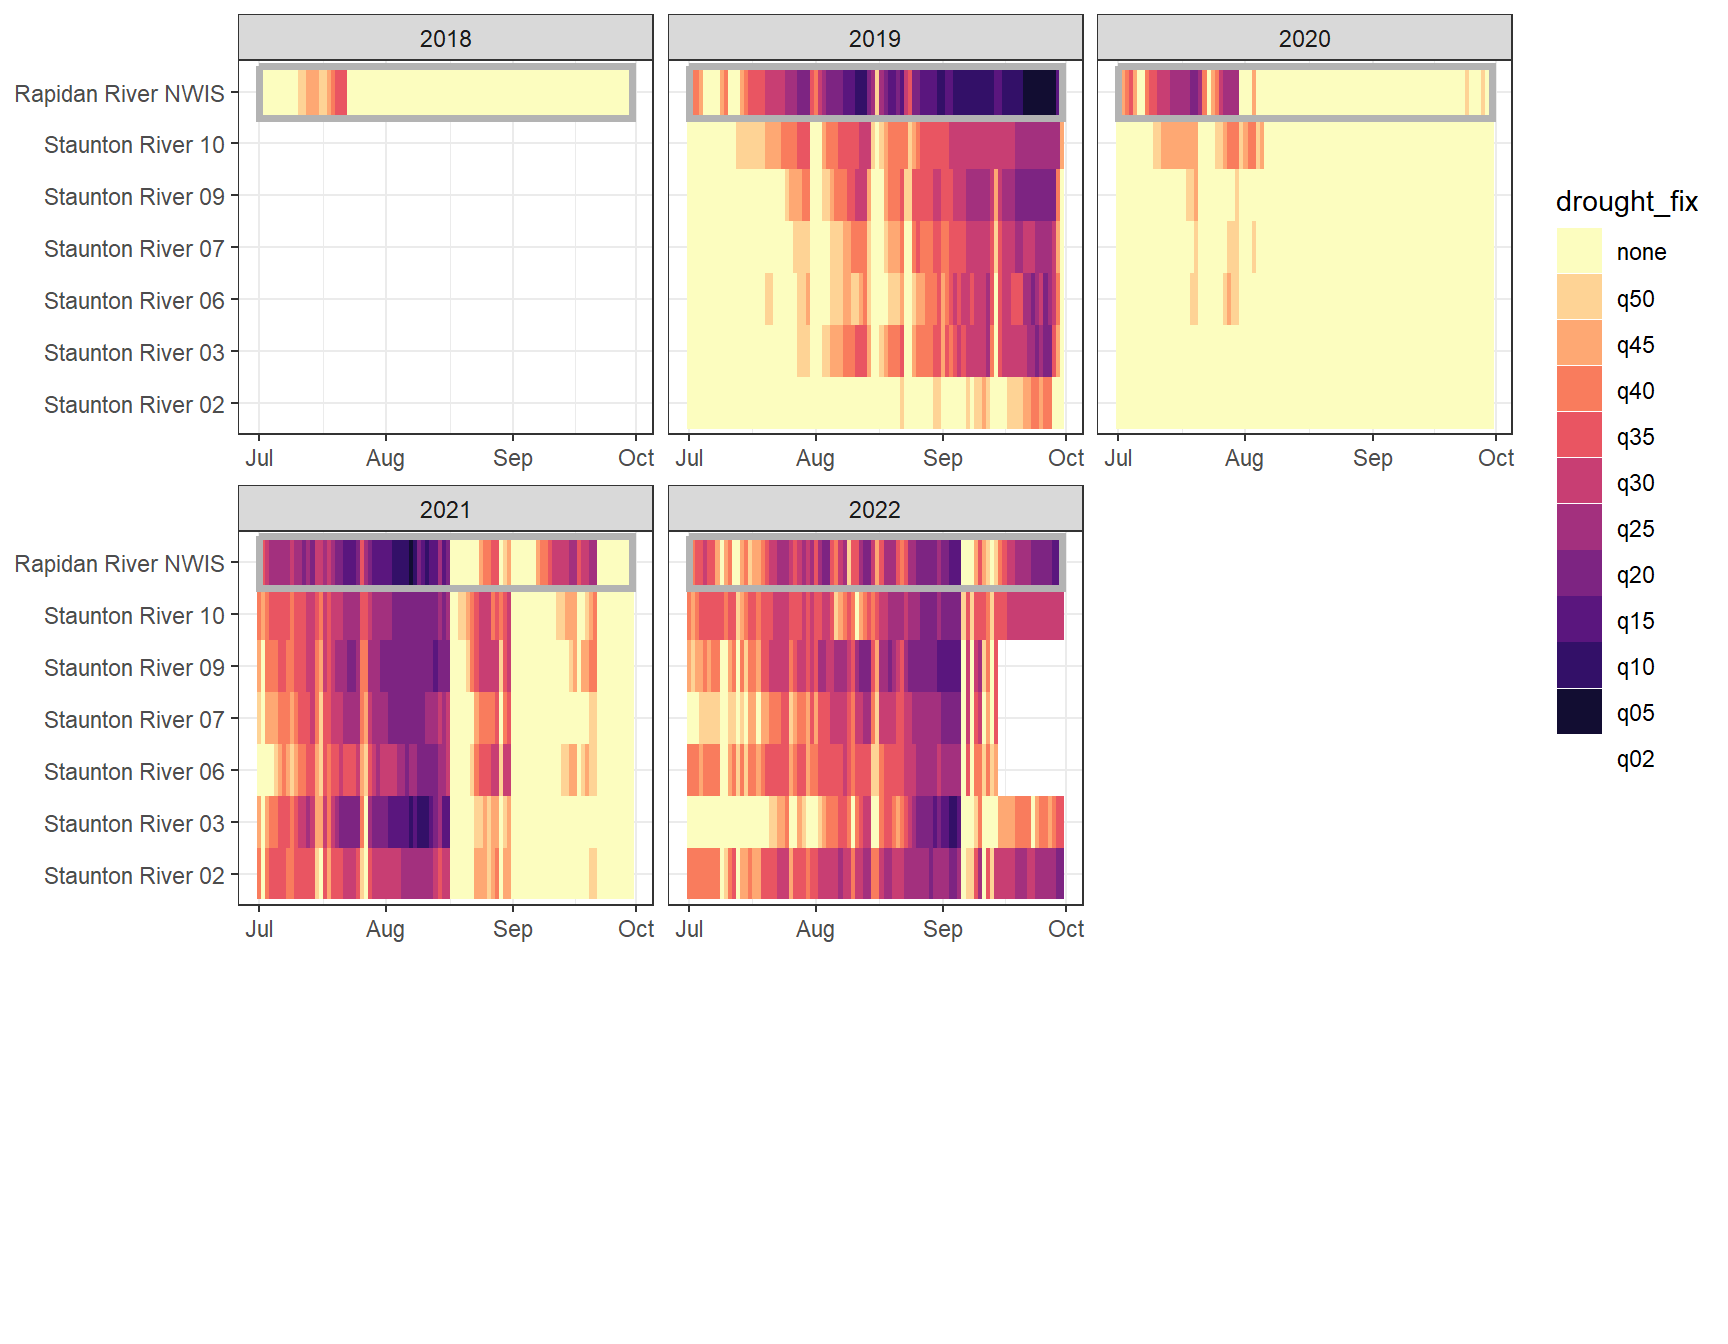 2018
2019
2020
Rapidan River NWIS
Staunton River 10
Staunton River 09
Staunton River 07
Staunton River 06
Staunton River 03
Staunton River 02
Jul Aug Sep Oct
Jul Aug Sep Oct
Jul Aug Sep Oct
2021
2022
Rapidan River NWIS
Staunton River 10
Staunton River 09
Staunton River 07
Staunton River 06
Staunton River 03
Staunton River 02
Jul Aug Sep Oct
Jul Aug Sep Oct
drought_fix
none
q50
q45
q40
q35
q30
q25
q20
q15
q10
q05
q02